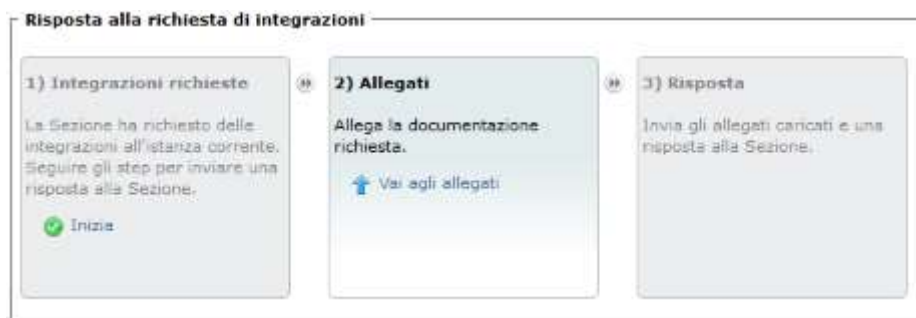 Risposta alla richiesta di integrazioni
1) Integrazioni richieste
La Sezione ha richiesto delle
integrazioni all'istanza corrente.
Seguire gli step per inviare una
risposta alla Sezione.
Inizia
2) Allegati
Allega la documentazione
richiesta.
Vai agli allegati
3) Risposta
Invia gli allegati caricati e una
risposta alla Sezione.